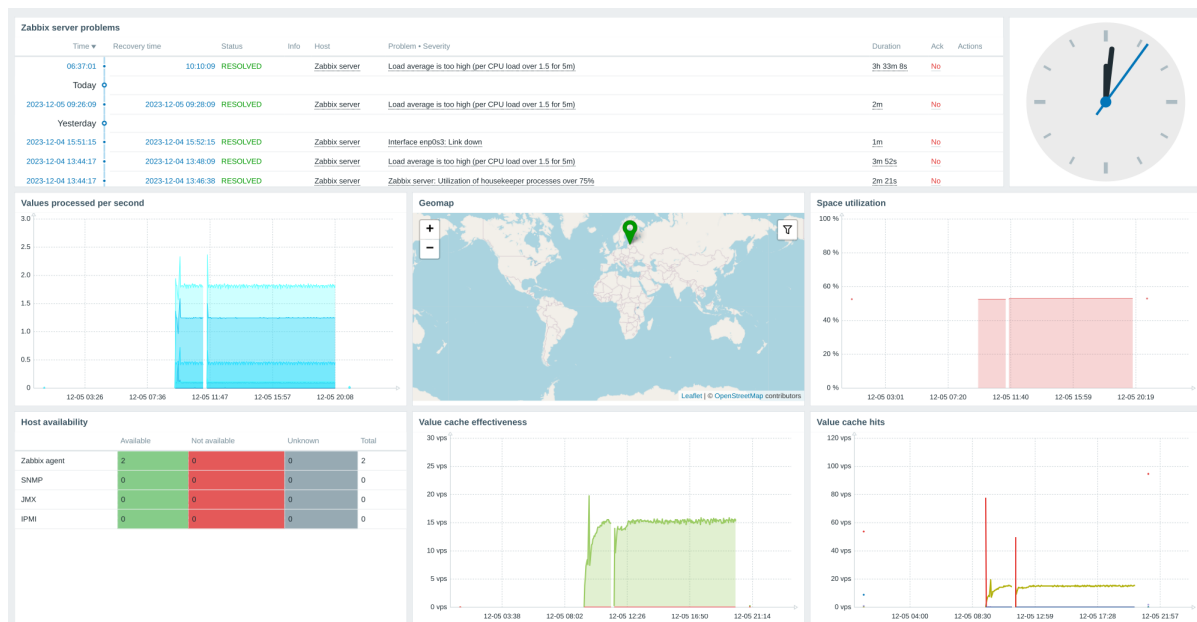 Zabbix server problems
Time ▼ Recovery time Status Info Host Problem • Severity Duration Ack Actions
06:37:01 10:10:09 RESOLVED Zabbix server Load average is too high (per CPU load over 1.5 for 5m) 3h 33m 8s No
Today
2023-12-05 09:26:09 2023-12-05 09:28:09 RESOLVED Zabbix server Load average is too high (per CPU load over 1.5 for 5m) 2m No
Yesterday
2023-12-04 15:51:15 2023-12-04 15:52:15 RESOLVED Zabbix server Interface enp0s3: Link down 1m No
2023-12-04 13:44:17 2023-12-04 13:48:09 RESOLVED Zabbix server Load average is too high (per CPU load over 1.5 for 5m) 3m 52s No
2023-12-04 13:44:17 2023-12-04 13:46:38 RESOLVED Zabbix server Zabbix server: Utilization of housekeeper processes over 75% 2m 21s No
Values processed per second
3.0
2.5
2.0
1.5
1.0
0.5
0
12-05 03:26 12-05 07:36 12-05 11:47 12-05 15:57 12-05 20:08
Geomap
+
−
Leaflet | © OpenStreetMap contributors
Space utilization
100 %
80 %
60 %
40 %
20 %
0 %
12-05 03:01 12-05 07:20 12-05 11:40 12-05 15:59 12-05 20:19
Host availability
Available Not available Unknown Total
Zabbix agent 2 0 0 2
SNMP 0 0 0 0
JMX 0 0 0 0
IPMI 0 0 0 0
Value cache effectiveness
30 vps
25 vps
20 vps
15 vps
10 vps
5 vps
0 vps
12-05 03:38 12-05 08:02 12-05 12:26 12-05 16:50 12-05 21:14
Value cache hits
120 vps
100 vps
80 vps
60 vps
40 vps
20 vps
0 vps
12-05 04:00 12-05 08:30 12-05 12:59 12-05 17:28 12-05 21:57